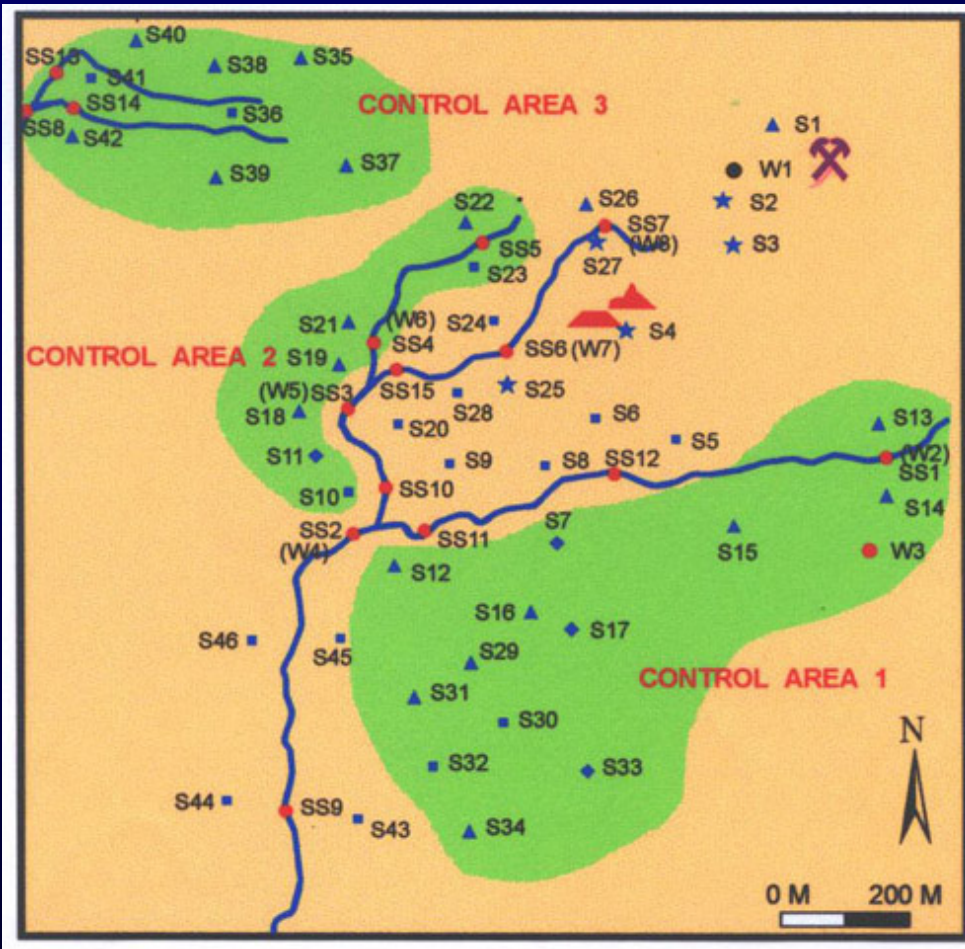 S40
SS13
S38
S35
S41
SS14
S36
CONTROL AREA 3
SS8
S42
S1
W1
S39
S37
S2
S26
S22
SS7
SS5
(W8)
S3
S27
S23
S21
(W6)
S24
S4
SS4
SS6
(W7)
CONTROL AREA 2
S19
SS15
(W5)
SS3
S25
S18
S28
S20
S6
S13
S5
S11
S9
S8
SS12
(W2)
SS1
S10
SS10
S14
SS2
SS11
S7
(W4)
S15
W3
S12
S16
S17
S46
S45
S29
CONTROL AREA 1
S31
S30
N
S32
S33
S44
SS9
S43
S34
0 M 200 M